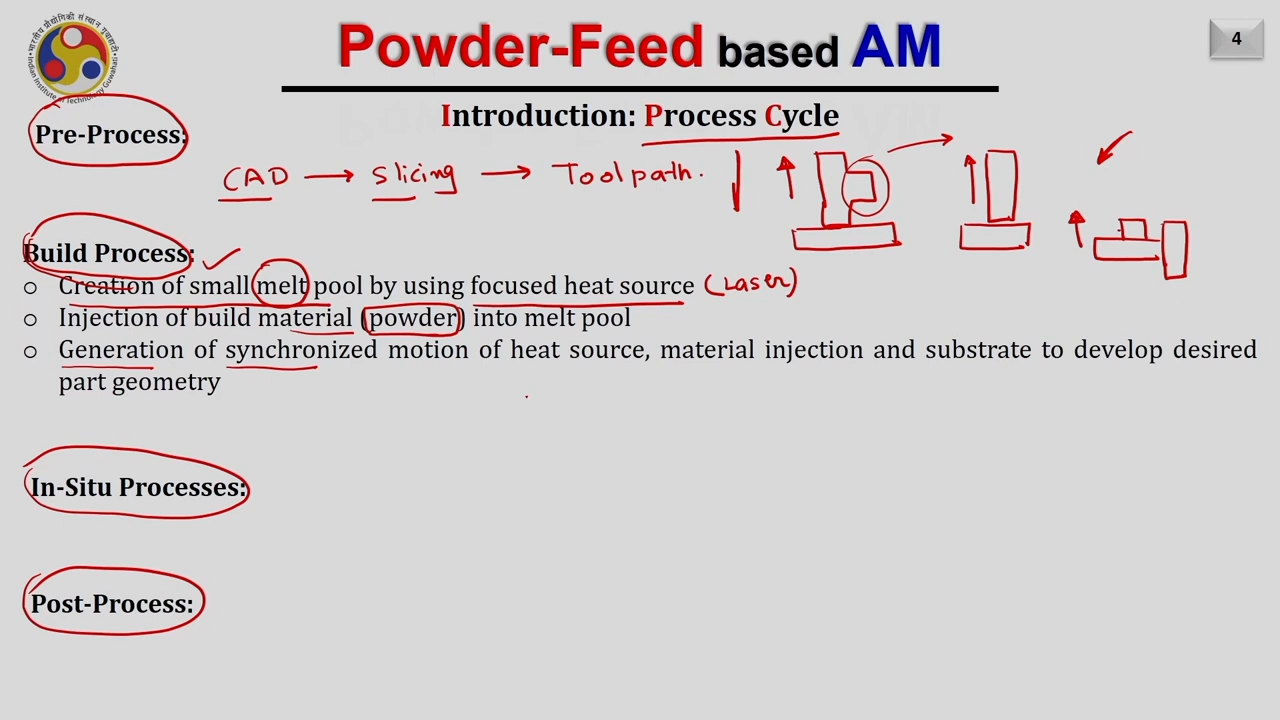 Powder-Feed based AM
4
Introduction: Process Cycle
Pre-Process:
CAD → Slicing → Toolpath.
Build Process:
○ Creation of small melt pool by using focused heat source (Laser)
○ Injection of build material (powder) into melt pool
○ Generation of synchronized motion of heat source, material injection and substrate to develop desired
part geometry
In-Situ Processes:
Post-Process: